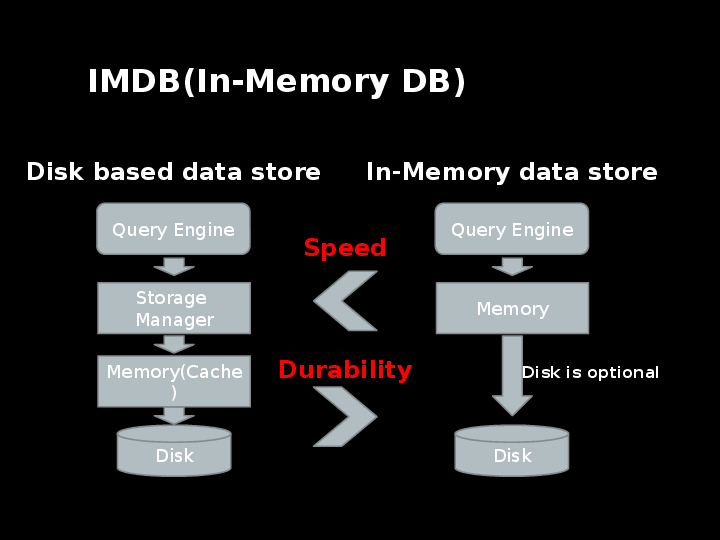 IMDB(In-Memory DB)
Disk based data store
In-Memory data store
Query Engine
Storage
Manager
Memory(Cache
)
Disk
Speed
Durability
Query Engine
Memory
Disk is optional
Disk